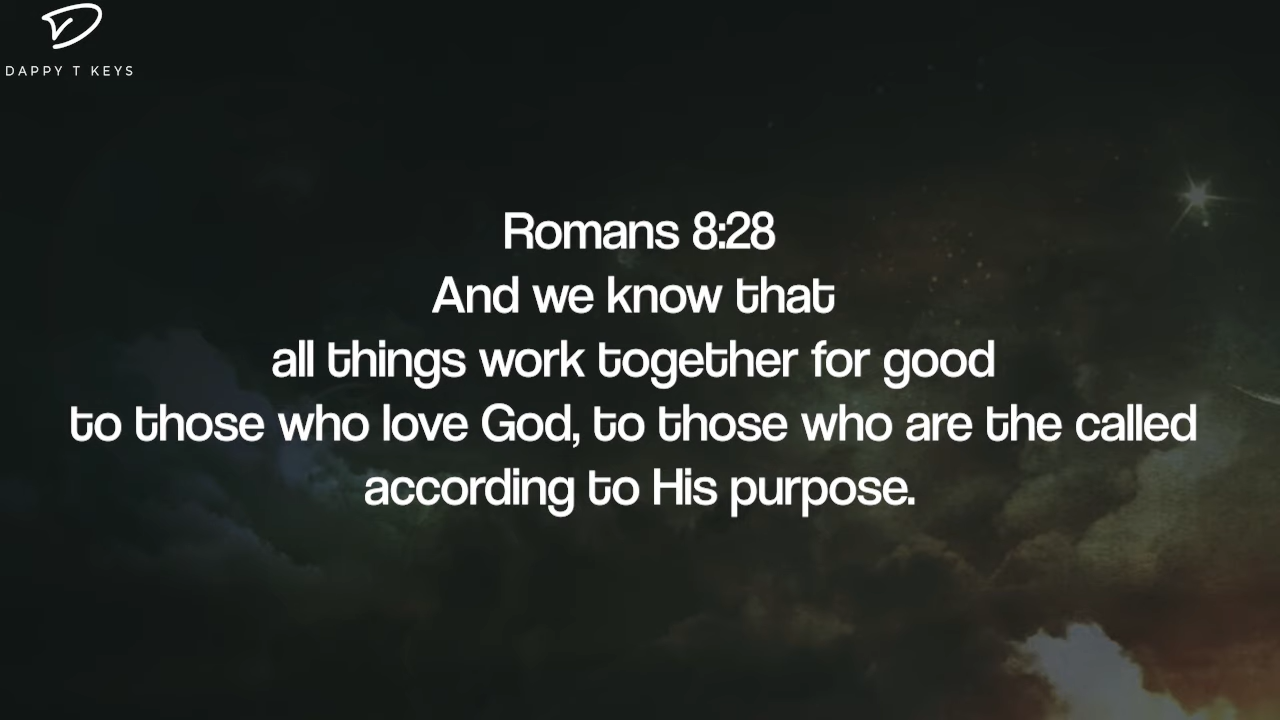 DAPPY T KEYS
Romans 8:28
And we know that
all things work together for good
to those who love God, to those who are the called
according to His purpose.